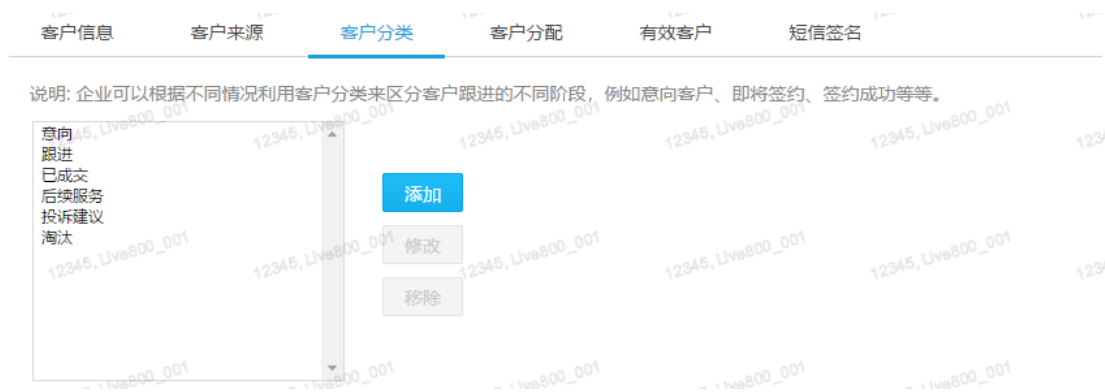 客户信息 客户来源 客户分类 客户分配 有效客户 短信签名
说明: 企业可以根据不同情况利用客户分类来区分客户跟进的不同阶段，例如意向客户、即将签约、签约成功等等。
意向
跟进
已成交
后续服务
投诉建议
淘汰
添加
修改
移除
12345, Live800_001